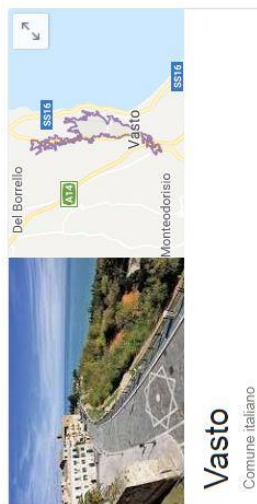 Del Borrello
SS16
A14
Vasto
SS16
Monteodorisio
Vasto
Comune italiano